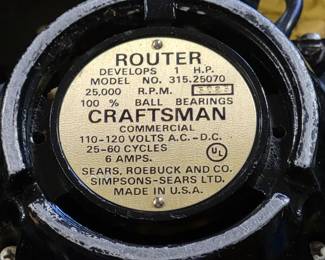 ROUTER
DEVELOPS 1 H.P.
MODEL NO. 315.25070
25,000 R.P.M.
100 % BALL BEARINGS
CRAFTSMAN
COMMERCIAL
110-120 VOLTS A.C.-D.C.
25-60 CYCLES
6 AMPS.
UL
SEARS, ROEBUCK AND CO.
SIMPSONS-SEARS LTD.
MADE IN U.S.A.